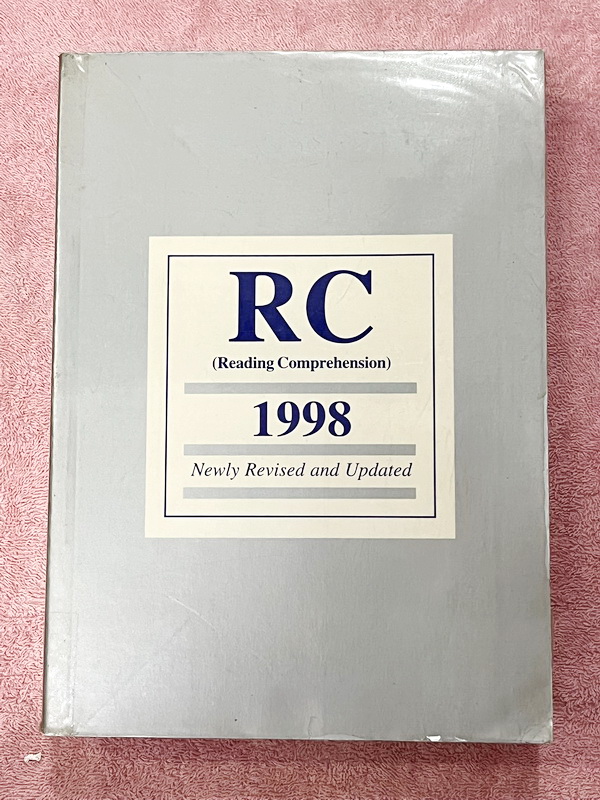 RC
(Reading Comprehension)
1998
Newly Revised and Updated